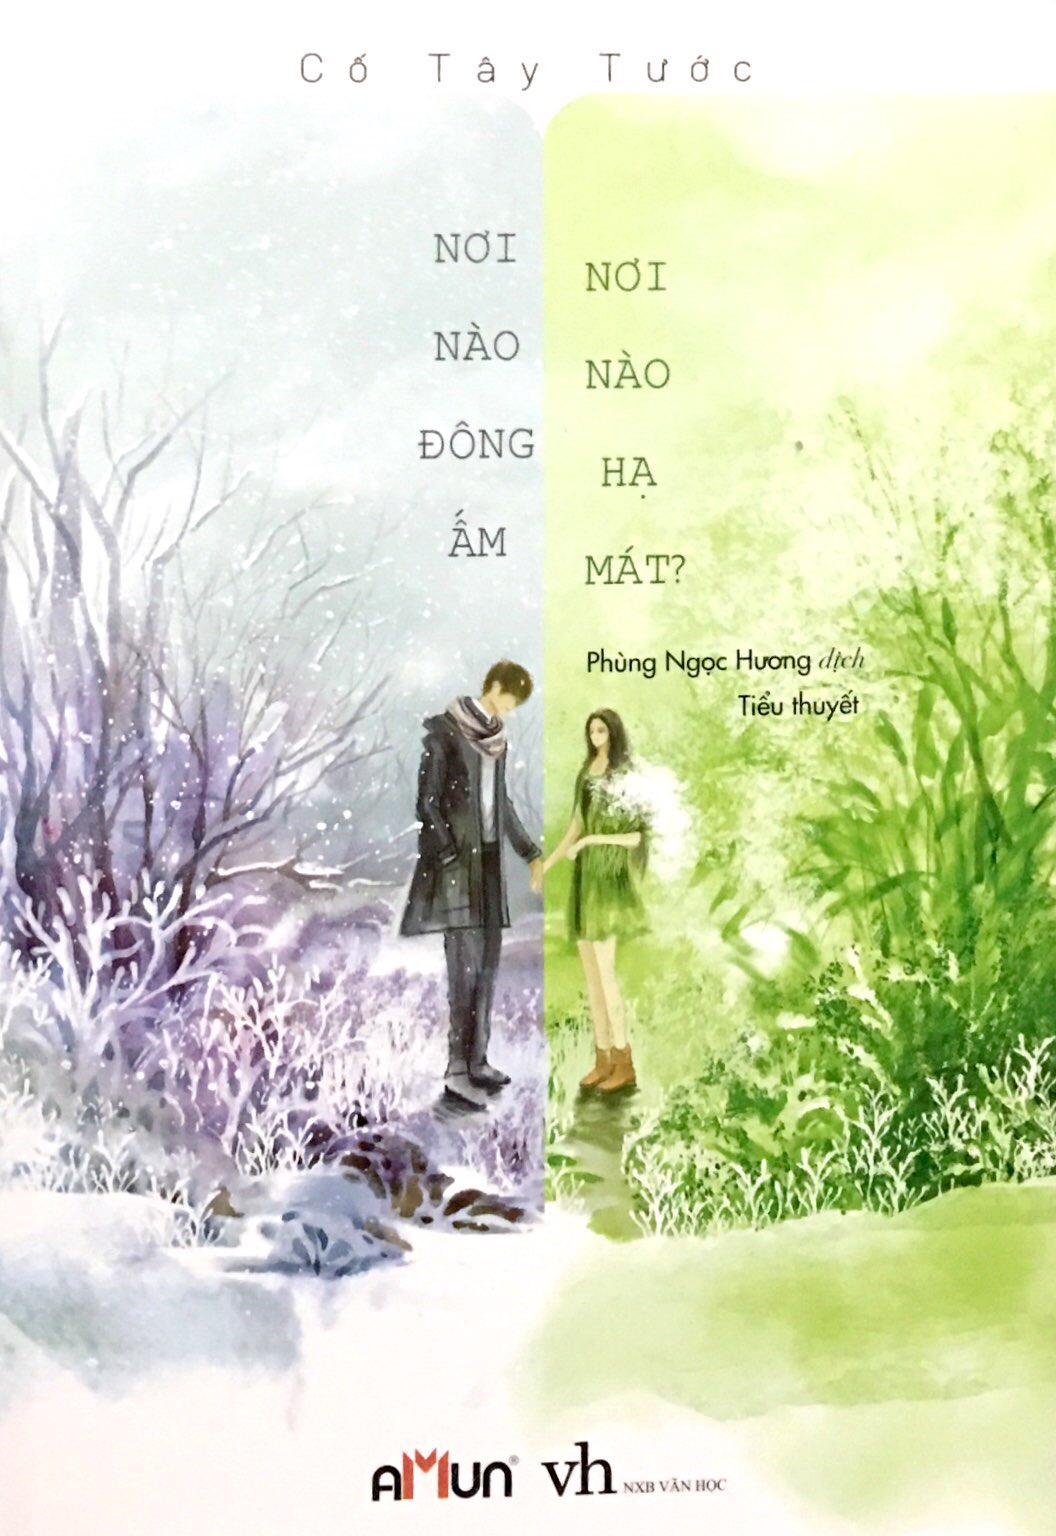 Cố Tây Tước
NƠI
NÀO
ĐÔNG
ẤM
NƠI
NÀO
HẠ
MÁT?
Phùng Ngọc Hương dịch
Tiểu thuyết
AMUN® vh NXB VĂN HỌC